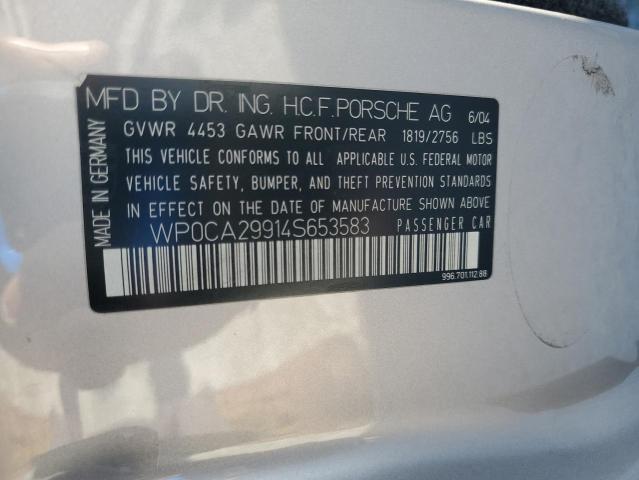 MFD BY DR. ING. H.C.F. PORSCHE AG 6/04
GVWR 4453 GAWR FRONT/REAR 1819/2756 LBS
THIS VEHICLE CONFORMS TO ALL APPLICABLE U.S. FEDERAL MOTOR
VEHICLE SAFETY, BUMPER, AND THEFT PREVENTION STANDARDS
IN EFFECT ON THE DATE OF MANUFACTURE SHOWN ABOVE
WP0CA29914S653583 PASSENGER CAR
996.701.112.88
MADE IN GERMANY